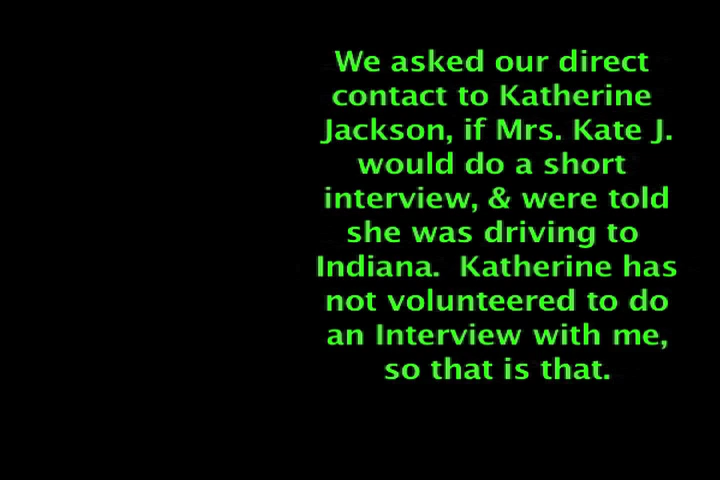 We asked our direct
contact to Katherine
Jackson, if Mrs. Kate J.
would do a short
interview, & were told
she was driving to
Indiana.  Katherine has
not volunteered to do
an Interview with me,
so that is that.